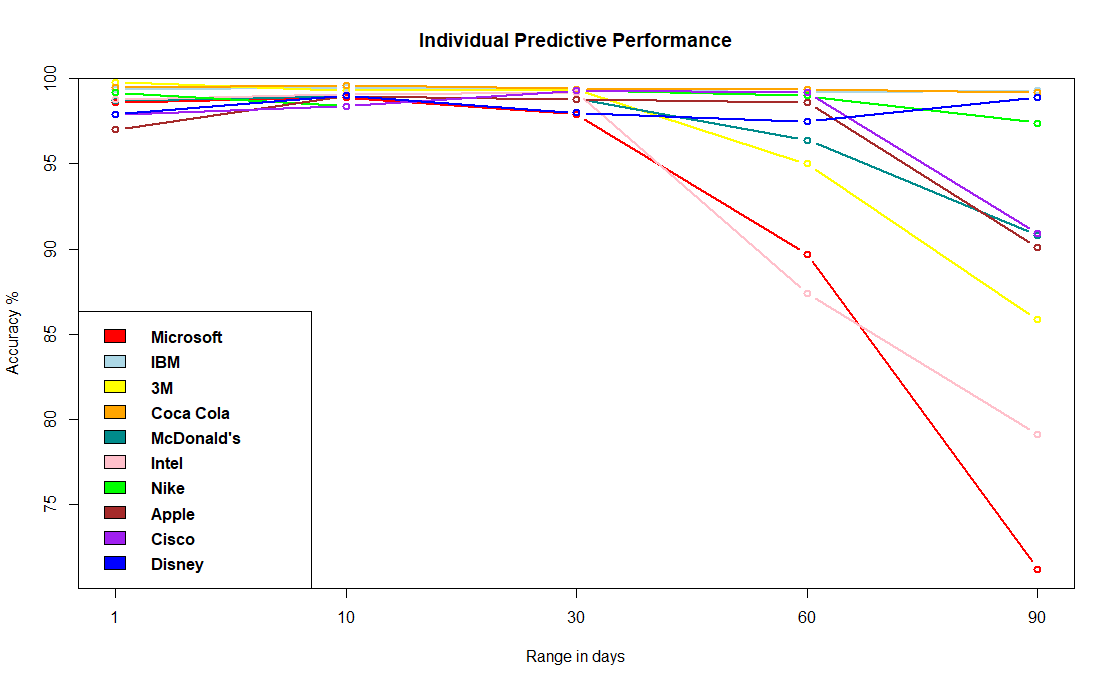 Individual Predictive Performance
Accuracy %
100
95
90
85
80
75
Microsoft
IBM
3M
Coca Cola
McDonald's
Intel
Nike
Apple
Cisco
Disney
1 10 30 60 90
Range in days